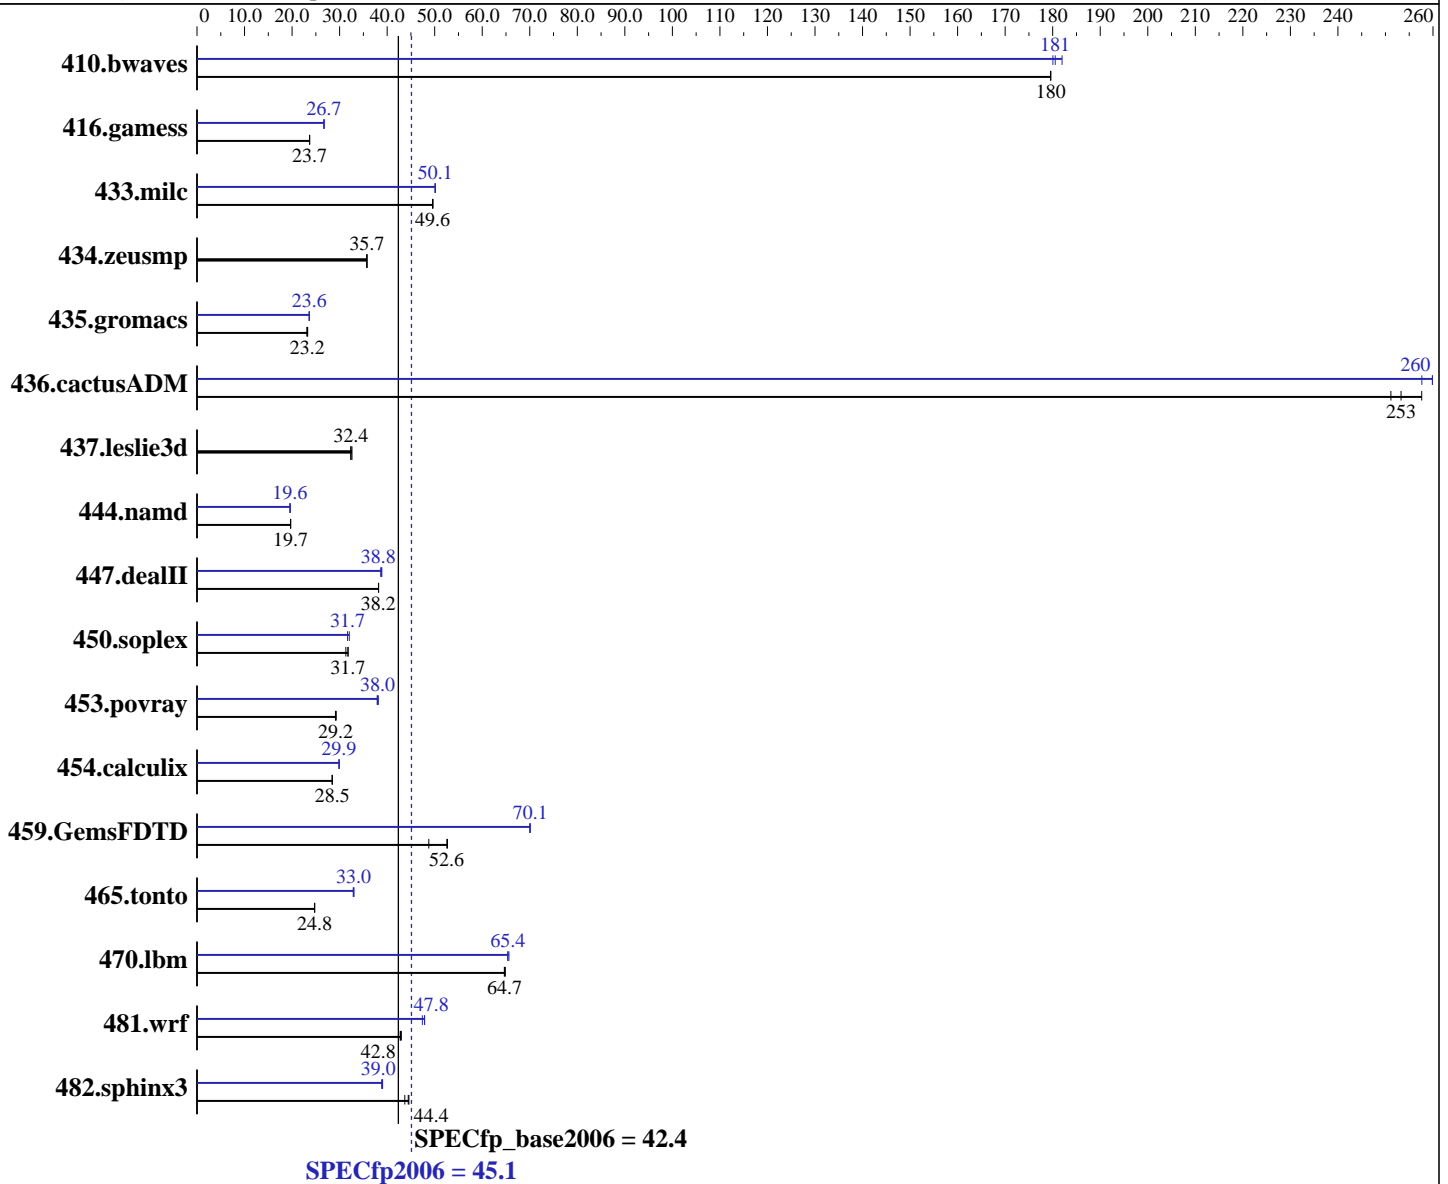 0 10.0 20.0 30.0 40.0 50.0 60.0 70.0 80.0 90.0 100 110 120 130 140 150 160 170 180 190 200 210 220 230 240 260
410.bwaves
181
180
416.gamess
26.7
23.7
433.milc
50.1
49.6
434.zeusmp
35.7
435.gromacs
23.6
23.2
436.cactusADM
260
253
437.leslie3d
32.4
444.namd
19.6
19.7
447.dealII
38.8
38.2
450.soplex
31.7
31.7
453.povray
38.0
29.2
454.calculix
29.9
28.5
459.GemsFDTD
70.1
52.6
465.tonto
33.0
24.8
470.lbm
65.4
64.7
481.wrf
47.8
42.8
482.sphinx3
39.0
44.4
SPECfp_base2006 = 42.4
SPECfp2006 = 45.1